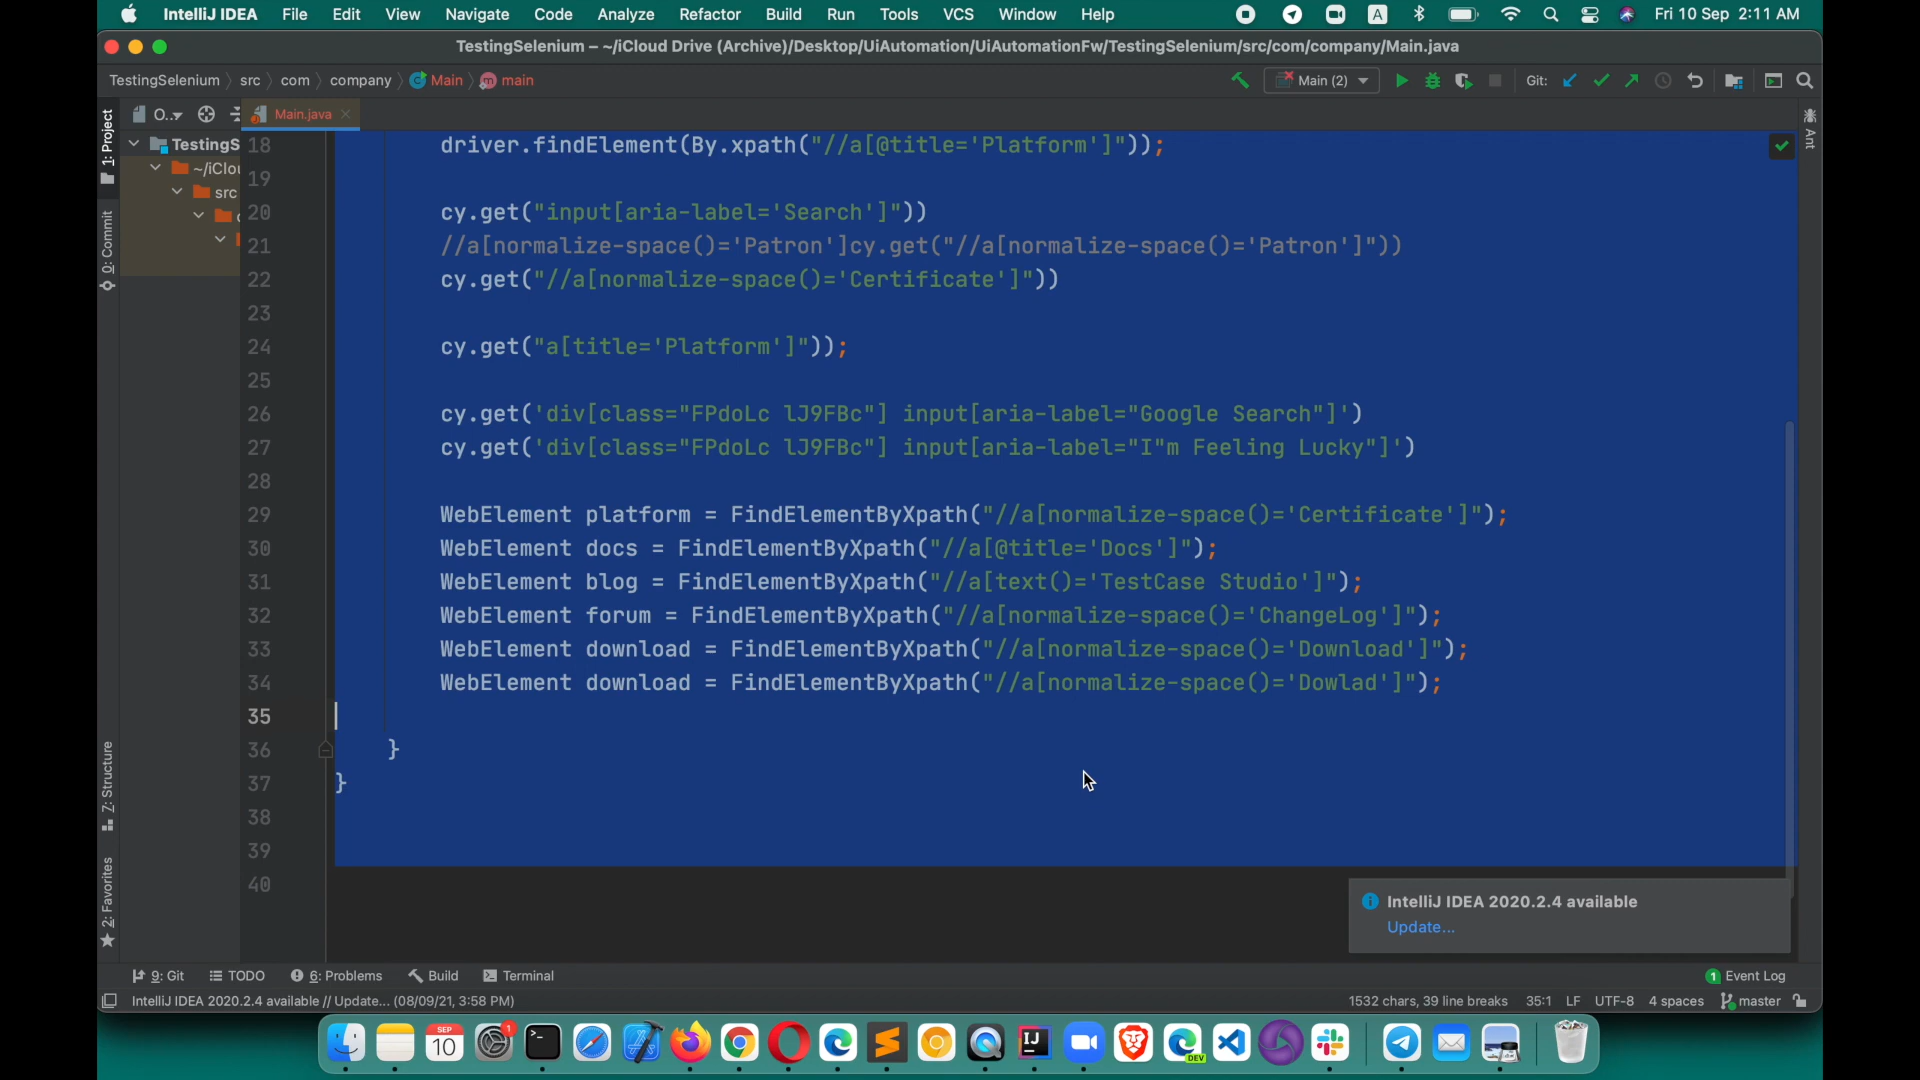 IntelliJ IDEA File Edit View Navigate Code Analyze Refactor Build Run Tools VCS Window Help A Fri 10 Sep 2:11 AM
TestingSelenium – ~/iCloud Drive (Archive)/Desktop/UiAutomation/UiAutomationFw/TestingSelenium/src/com/company/Main.java
TestingSelenium src com company Main main Main (2) Git:
1: Project
O.. Main.java
Ant
TestingS
~/iClou
src
0: Commit
18 driver.findElement(By.xpath("//a[@title='Platform']"));
19
20 cy.get("input[aria-label='Search']"))
21 //a[normalize-space()='Patron']cy.get("//a[normalize-space()='Patron']"))
22 cy.get("//a[normalize-space()='Certificate']"))
23
24 cy.get("a[title='Platform']"));
25
26 cy.get('div[class="FPdoLc lJ9FBc"] input[aria-label="Google Search"]')
27 cy.get('div[class="FPdoLc lJ9FBc"] input[aria-label="I"m Feeling Lucky"]')
28
29 WebElement platform = FindElementByXpath("//a[normalize-space()='Certificate']");
30 WebElement docs = FindElementByXpath("//a[@title='Docs']");
31 WebElement blog = FindElementByXpath("//a[text()='TestCase Studio']");
32 WebElement forum = FindElementByXpath("//a[normalize-space()='ChangeLog']");
33 WebElement download = FindElementByXpath("//a[normalize-space()='Download']");
34 WebElement download = FindElementByXpath("//a[normalize-space()='Dowlad']");
35
36 }
37 }
38
39
40
Z: Structure
2: Favorites
IntelliJ IDEA 2020.2.4 available
Update...
9: Git TODO 6: Problems Build Terminal 1 Event Log
IntelliJ IDEA 2020.2.4 available // Update... (08/09/21, 3:58 PM) 1532 chars, 39 line breaks 35:1 LF UTF-8 4 spaces master
SEP
10
1
IJ
DEV